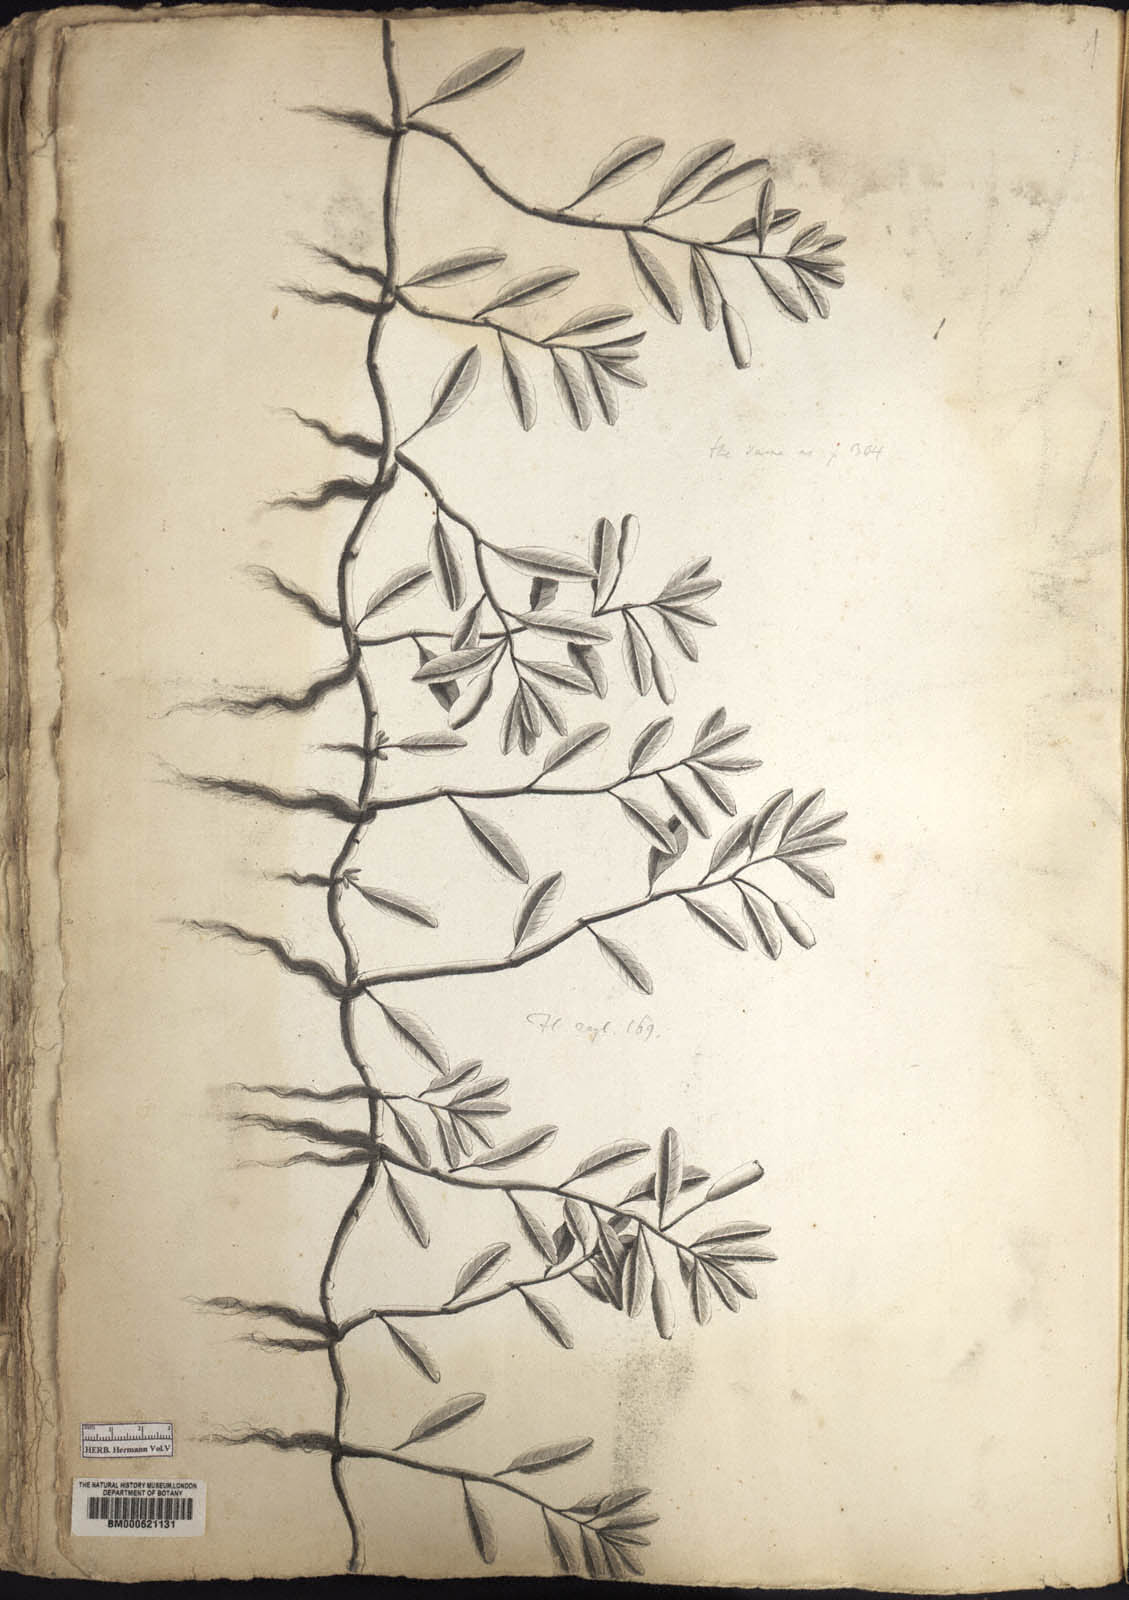 1
the same as p 304
Fl zeyl. 169.
HERB. Hermann Vol.V
THE NATURAL HISTORY MUSEUM, LONDON
DEPARTMENT OF BOTANY
BM000621131